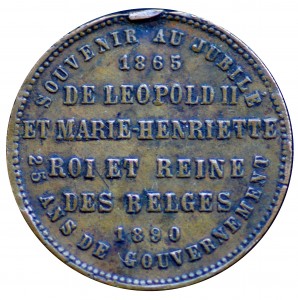 SOUVENIR AU JUBILÉ
1865
DE LEOPOLD II
ET MARIE-HENRIETTE
ROI ET REINE
DES BELGES
1890
25 ANS DE GOUVERNEMENT